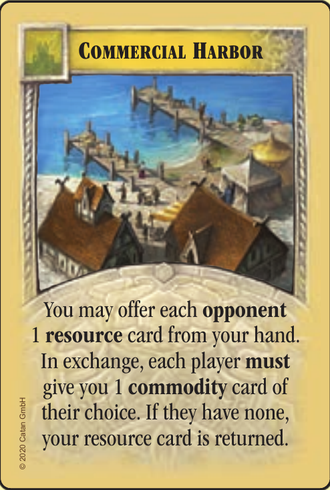 COMMERCIAL HARBOR
You may offer each opponent
1 resource card from your hand.
In exchange, each player must
give you 1 commodity card of
their choice. If they have none,
your resource card is returned.
© 2020 Catan GmbH